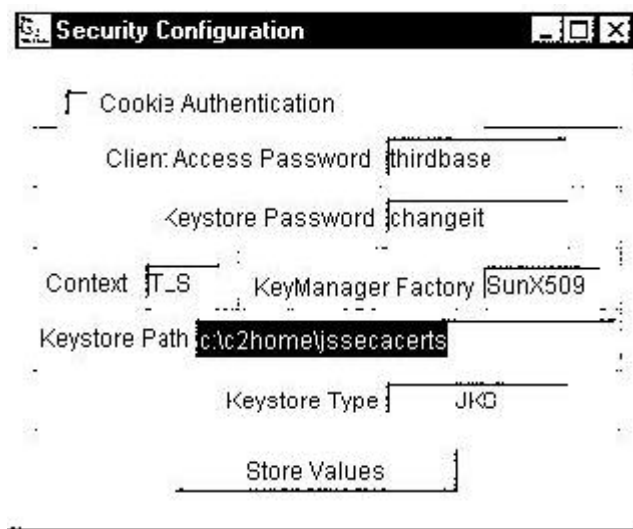 Security Configuration
Cookie Authentication
Client Access Password thirdbase
Keystore Password changeit
Context TLS KeyManager Factory SunX509
Keystore Path c:\c2home\jssecacerts
Keystore Type JKS
Store Values